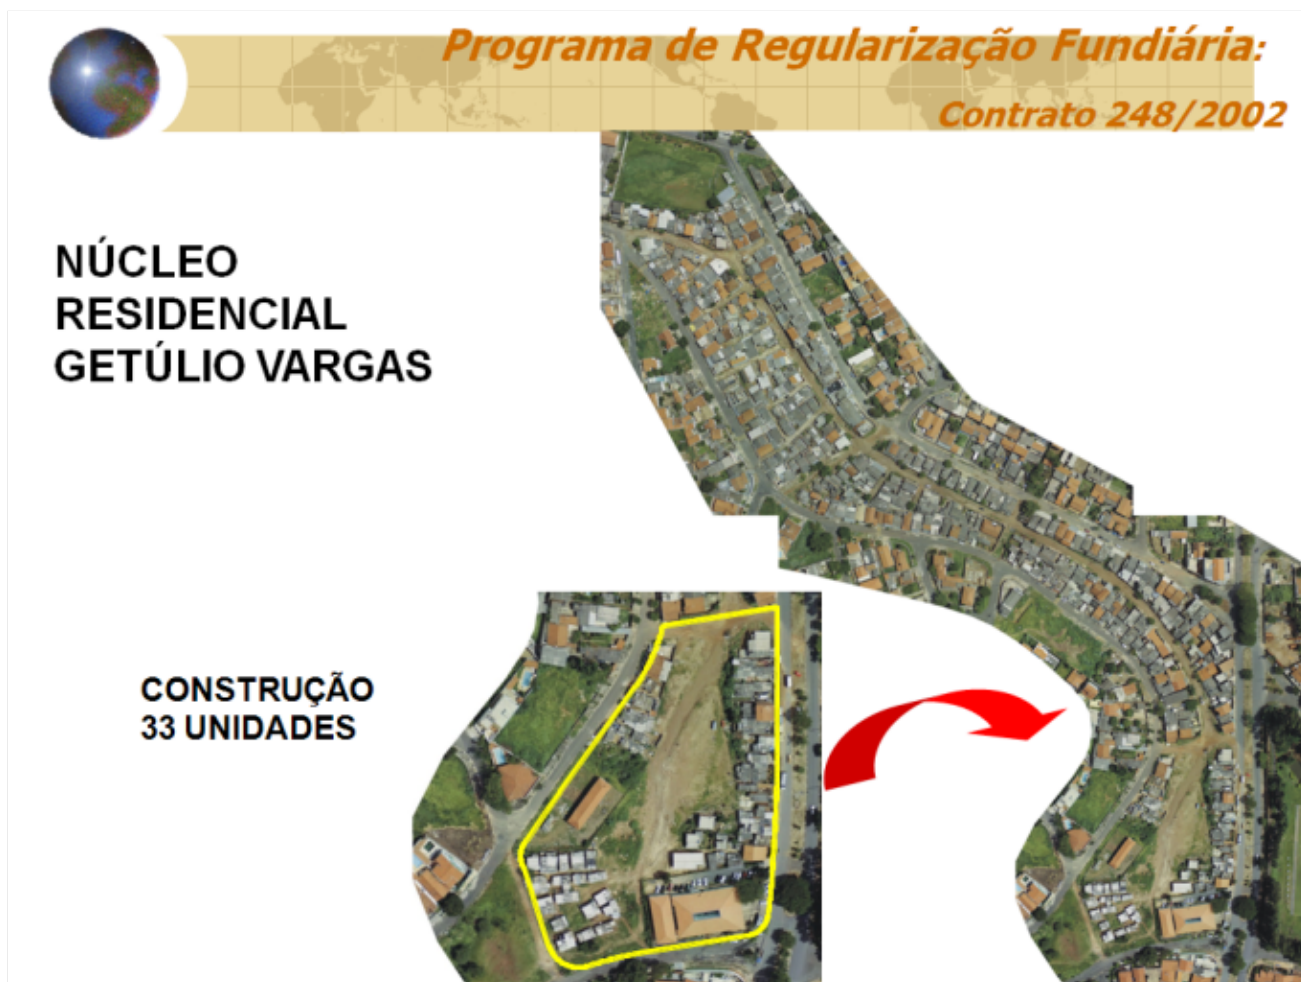 Programa de Regularização Fundiária:
Contrato 248/2002
NÚCLEO
RESIDENCIAL
GETÚLIO VARGAS
CONSTRUÇÃO
33 UNIDADES